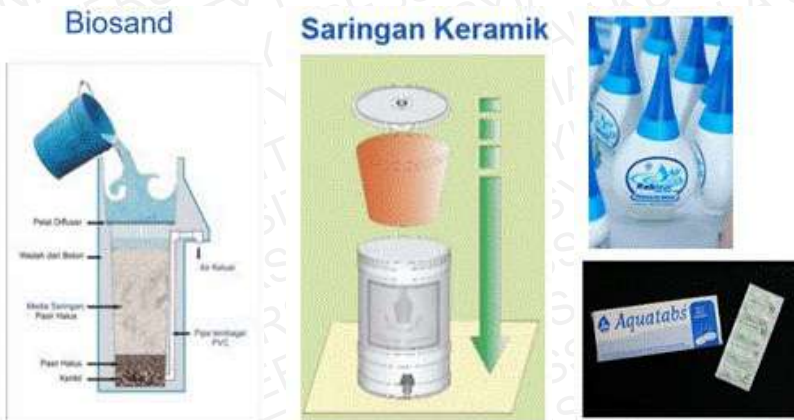 Biosand
Saringan Keramik
Pelat Diffuser
Wadah dari Beton
Air Keluar
Media Saringan
Pasir Halus
Pipa tembaga/
PVC
Pasir Halus
Kerikil
Aquatabs